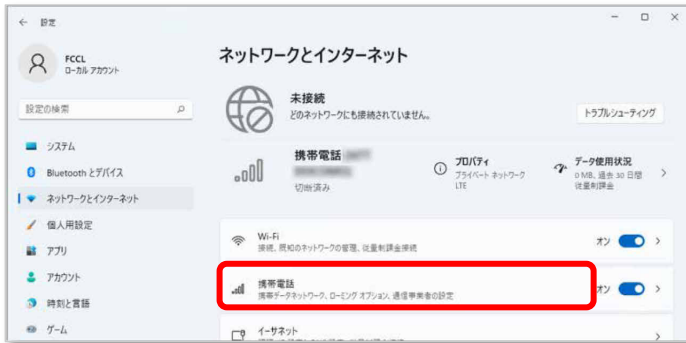 設定
FCCL
ローカル アカウント
設定の検索
システム
Bluetooth とデバイス
ネットワークとインターネット
個人用設定
アプリ
アカウント
時刻と言語
ゲーム
ネットワークとインターネット
未接続
どのネットワークにも接続されていません。
トラブルシューティング
携帯電話
切断済み
プロパティ
プライベート ネットワーク
LTE
データ使用状況
0 MB、過去 30 日間
従量制課金
Wi-Fi
接続、既知のネットワークの管理、従量制課金接続
オン
携帯電話
携帯データネットワーク、ローミング オプション、通信事業者の設定
オン
イーサネット